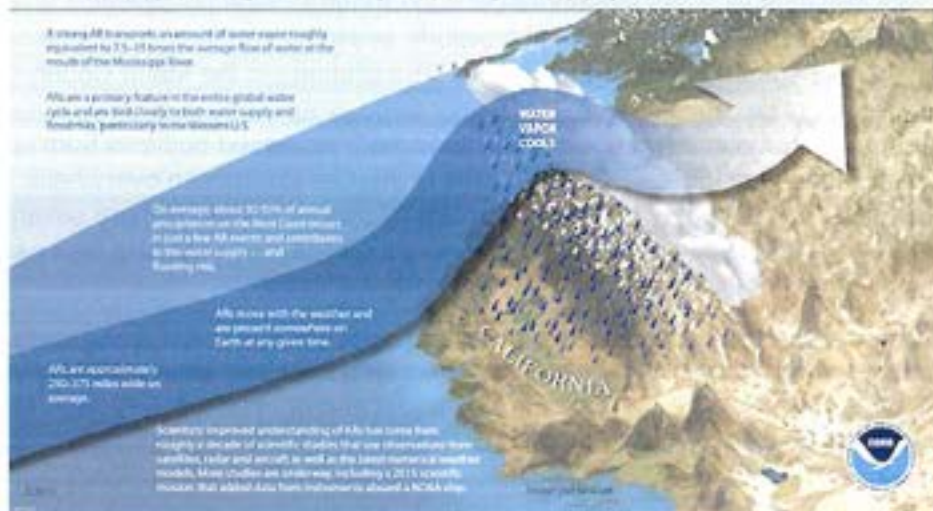 A strong AR transports an amount of water vapor roughly
equivalent to 7.5–15 times the average flow of water at the
mouth of the Mississippi River.
ARs are a primary feature in the entire global water
cycle and are tied closely to both water supply and
flood risks, particularly in the Western U.S.
WATER
VAPOR
COOLS
On average, about 30-50% of annual
precipitation on the West Coast occurs
in just a few AR events and contributes
to the water supply — and
flooding risk.
ARs move with the weather and
are present somewhere on
Earth at any given time.
ARs are approximately
250–375 miles wide on
average.
CALIFORNIA
Scientists' improved understanding of ARs has come from
roughly a decade of scientific studies that use observations from
satellites, radar and aircraft as well as the latest numerical weather
models. More studies are underway, including a 2015 scientific
mission that added data from instruments aboard a NOAA ship.
NOAA